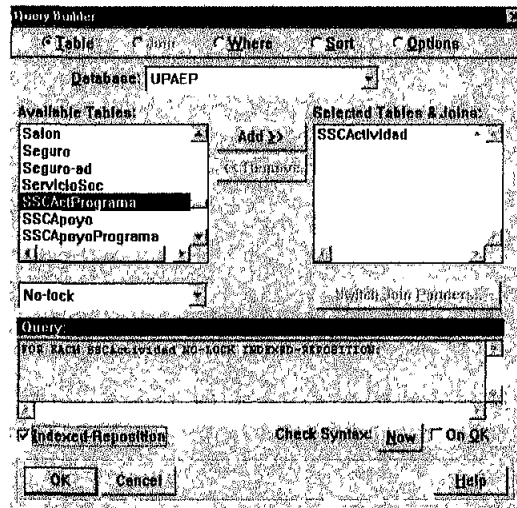 Query Builder
Table Join Where Sort Options
Database: UPAEP
Available Tables: Selected Tables & Joins:
Salon
Seguro
Seguro-ad
ServicioSoc
SSCActPrograma
SSCApoyo
SSCApoyoPrograma
Add >>
<< Remove
SSCActividad
No-lock
Switch Join Partners...
Query:
FOR EACH SSCActividad NO-LOCK INDEXED-REPOSITION:
Indexed-Reposition
Check Syntax: Now On OK
OK Cancel Help